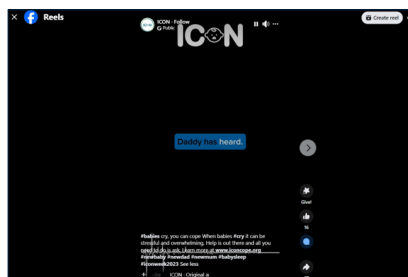 Reels
Create reel
ICON · Follow
Public
ICON
Daddy has heard.
Give!
#babies cry, you can cope When babies #cry it can be
stressful and overwhelming. Help is out there and all you
need to do is ask. Learn more at www.iconcope.org
#newbaby #newdad #newmum #babysleep
#iconweek2023 See less
ICON · Original a